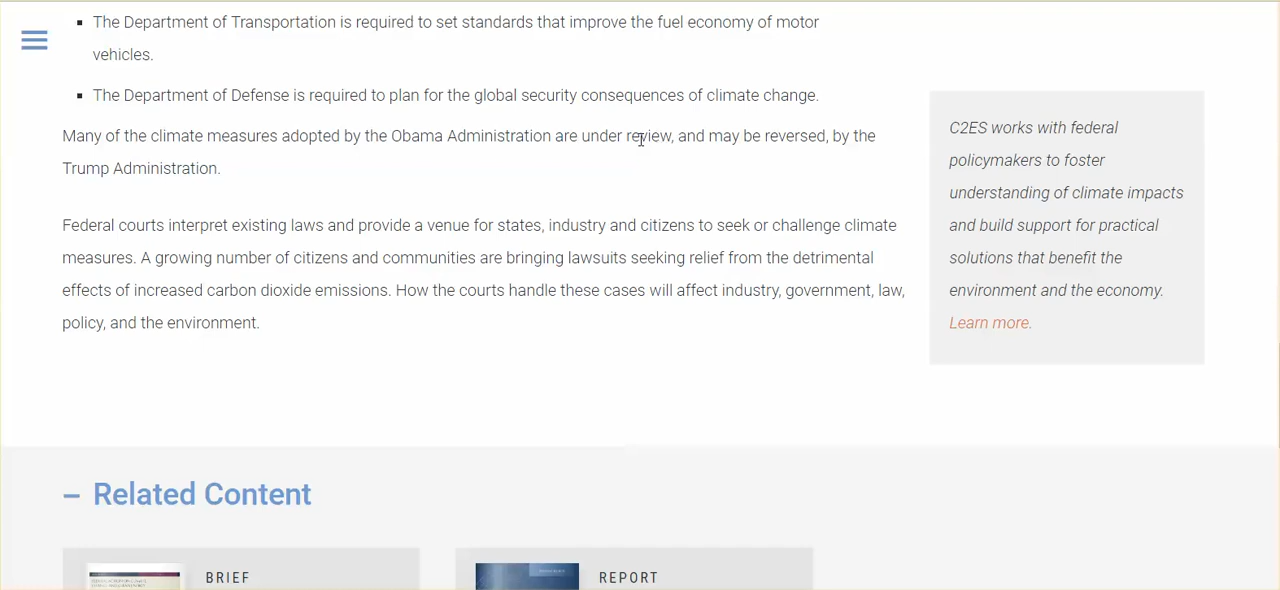 The Department of Transportation is required to set standards that improve the fuel economy of motor
vehicles.
The Department of Defense is required to plan for the global security consequences of climate change.
Many of the climate measures adopted by the Obama Administration are under review, and may be reversed, by the
Trump Administration.
Federal courts interpret existing laws and provide a venue for states, industry and citizens to seek or challenge climate
measures. A growing number of citizens and communities are bringing lawsuits seeking relief from the detrimental
effects of increased carbon dioxide emissions. How the courts handle these cases will affect industry, government, law,
policy, and the environment.
C2ES works with federal
policymakers to foster
understanding of climate impacts
and build support for practical
solutions that benefit the
environment and the economy.
Learn more.
Related Content
BRIEF
REPORT